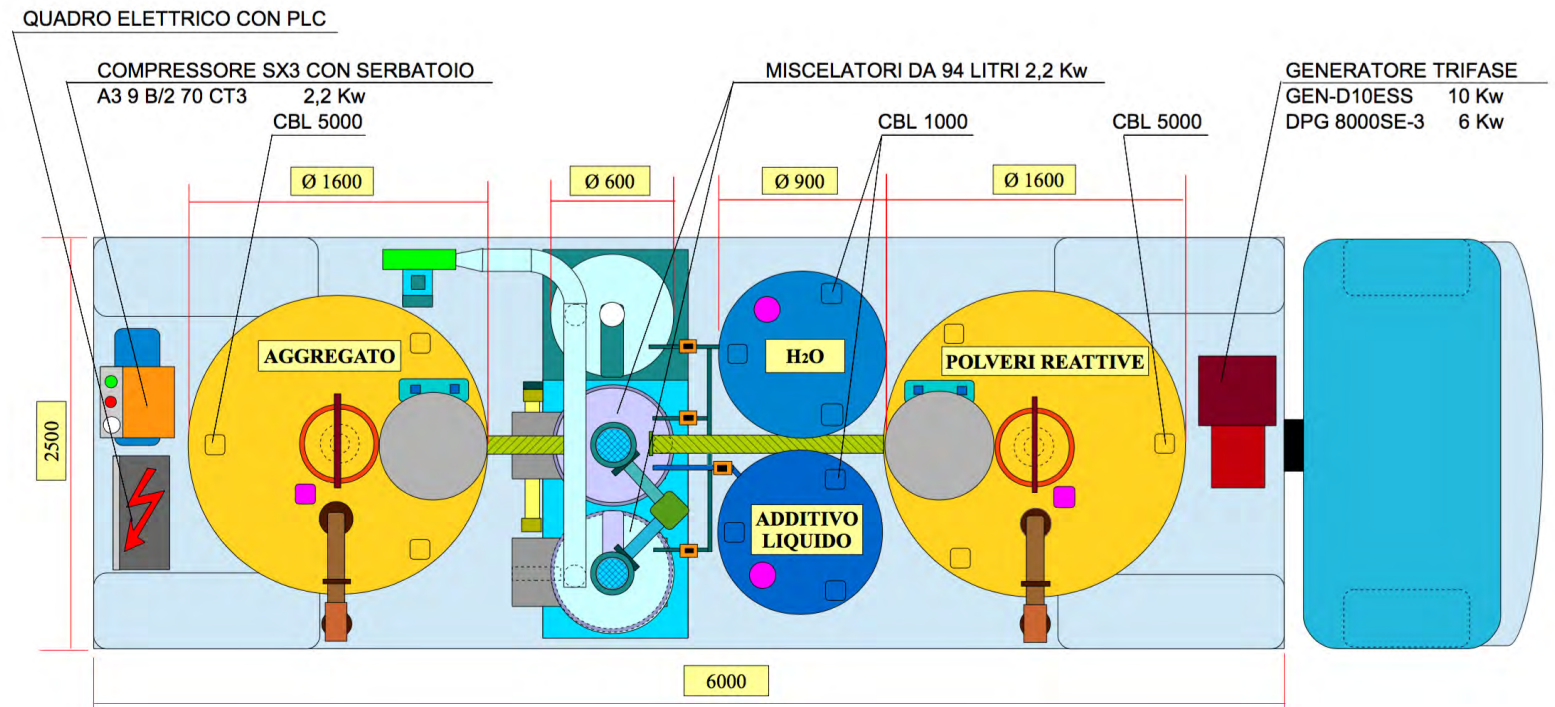 QUADRO ELETTRICO CON PLC
COMPRESSORE SX3 CON SERBATOIO
A3 9 B/2 70 CT3 2,2 Kw
CBL 5000
MISCELATORI DA 94 LITRI 2,2 Kw
CBL 1000
CBL 5000
GENERATORE TRIFASE
GEN-D10ESS 10 Kw
DPG 8000SE-3 6 Kw
Ø 1600
Ø 600
Ø 900
Ø 1600
AGGREGATO
H2O
POLVERI REATTIVE
2500
ADDITIVO
LIQUIDO
6000